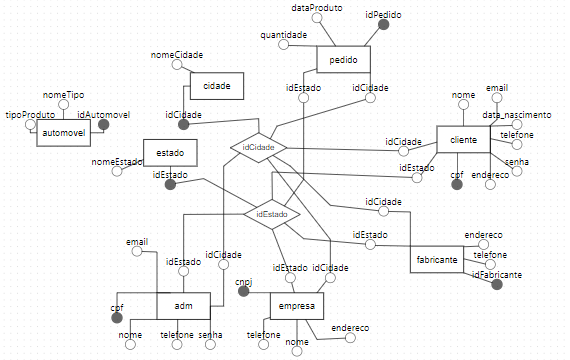 dataProduto
idPedido
quantidade
pedido
nomeCidade
cidade
idEstado
idCidade
nomeTipo
tipoProduto
idAutomovel
automovel
idCidade
nome
email
data_nascimento
telefone
cliente
senha
cpf
endereco
idCidade
idEstado
estado
nomeEstado
idEstado
idCidade
idEstado
idCidade
idEstado
endereco
fabricante
telefone
idFabricante
email
idEstado
idCidade
cpf
adm
nome
telefone
senha
cnpj
idEstado
idCidade
empresa
telefone
nome
endereco